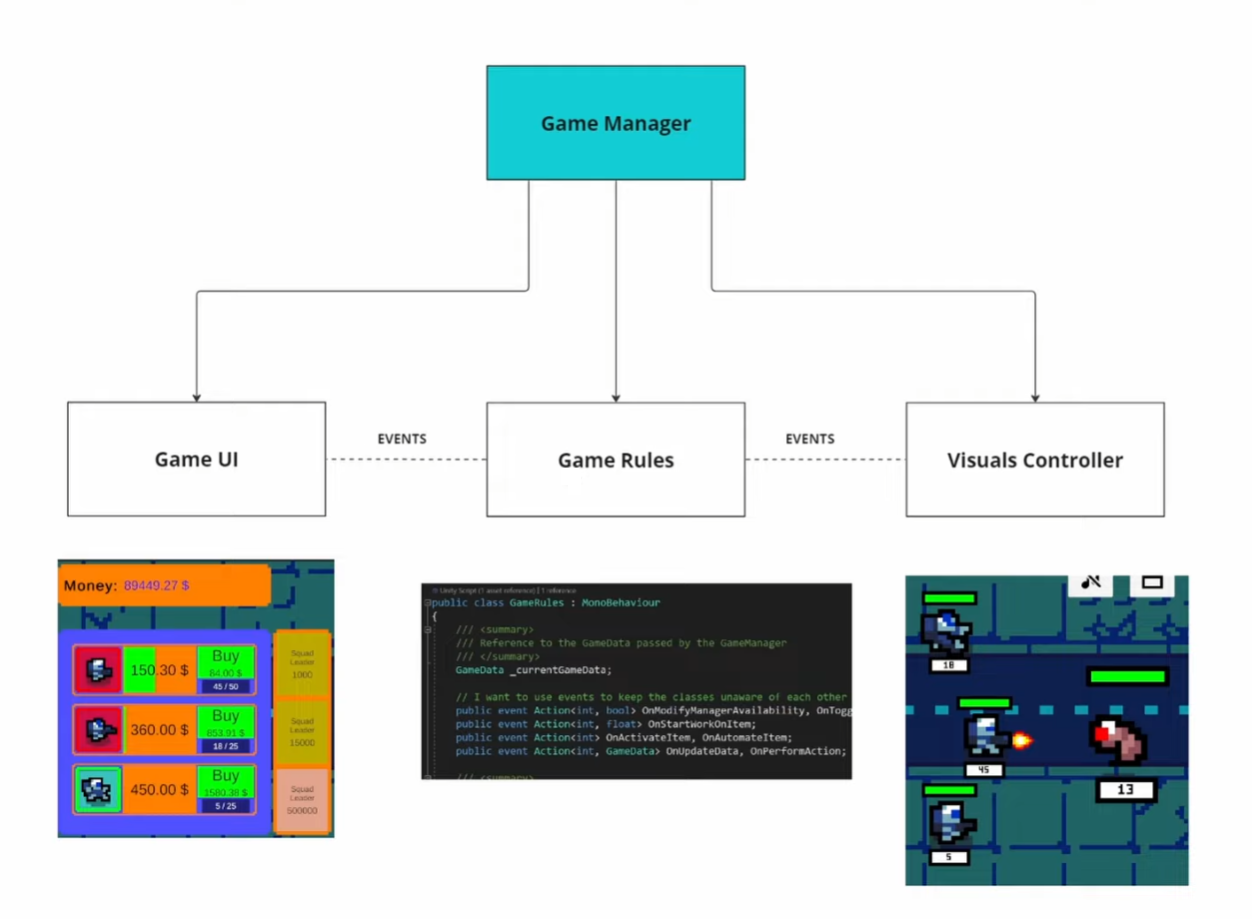 Game Manager
EVENTS
EVENTS
Game UI
Game Rules
Visuals Controller
Money: 89449.27 $
150.30 $
Buy
84.00 $
45 / 50
Squad
Leader
1000
360.00 $
Buy
853.91 $
18 / 25
Squad
Leader
15000
450.00 $
Buy
1580.38 $
5 / 25
Squad
Leader
500000
Unity Script (1 asset reference) | 1 reference
public class GameRules : MonoBehaviour
{
/// <summary>
/// Reference to the GameData passed by the GameManager
/// </summary>
GameData _currentGameData;
// I want to use events to keep the classes unaware of each other
public event Action<int, bool> OnModifyManagerAvailability, OnTogg
public event Action<int, float> OnStartWorkOnItem;
public event Action<int> OnActivateItem, OnAutomateItem;
public event Action<int, GameData> OnUpdateData, OnPerformAction;
/// <summary>
18
45
13
5